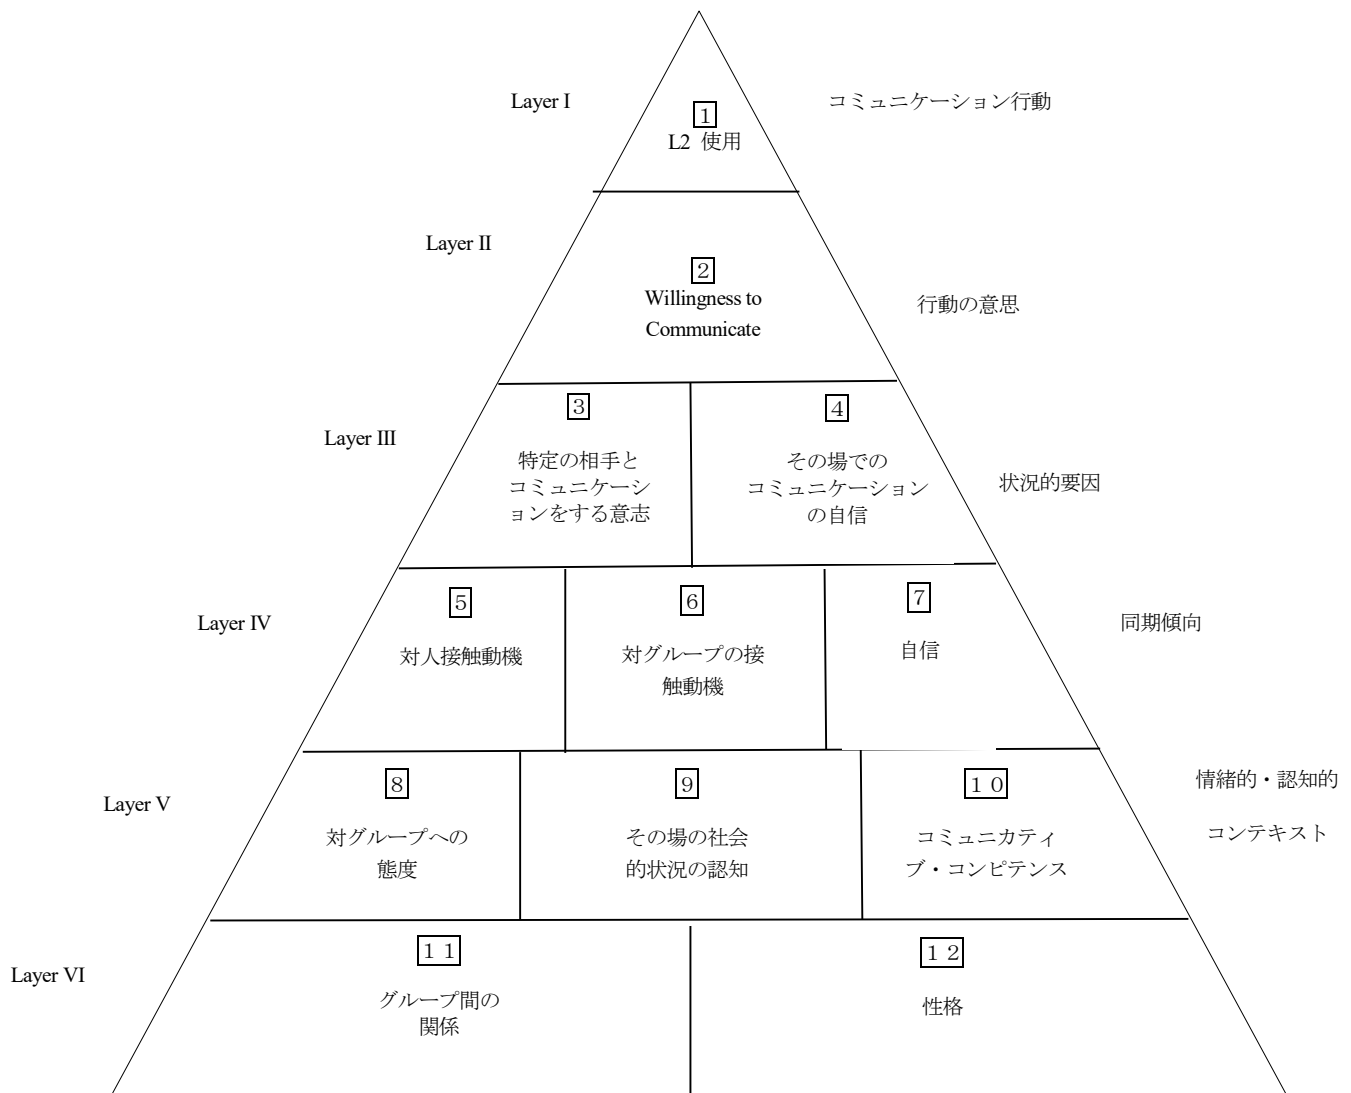 Layer I
1
L2 使用
コミュニケーション行動
Layer II
2
Willingness to
Communicate
行動の意思
Layer III
3
特定の相手と
コミュニケーシ
ョンをする意志
4
その場での
コミュニケーション
の自信
状況的要因
Layer IV
5
対人接触動機
6
対グループの接
触動機
7
自信
同期傾向
Layer V
8
対グループへの
態度
9
その場の社会
的状況の認知
１０
コミュニカティ
ブ・コンピテンス
情緒的・認知的
コンテキスト
Layer VI
１１
グループ間の
関係
１２
性格